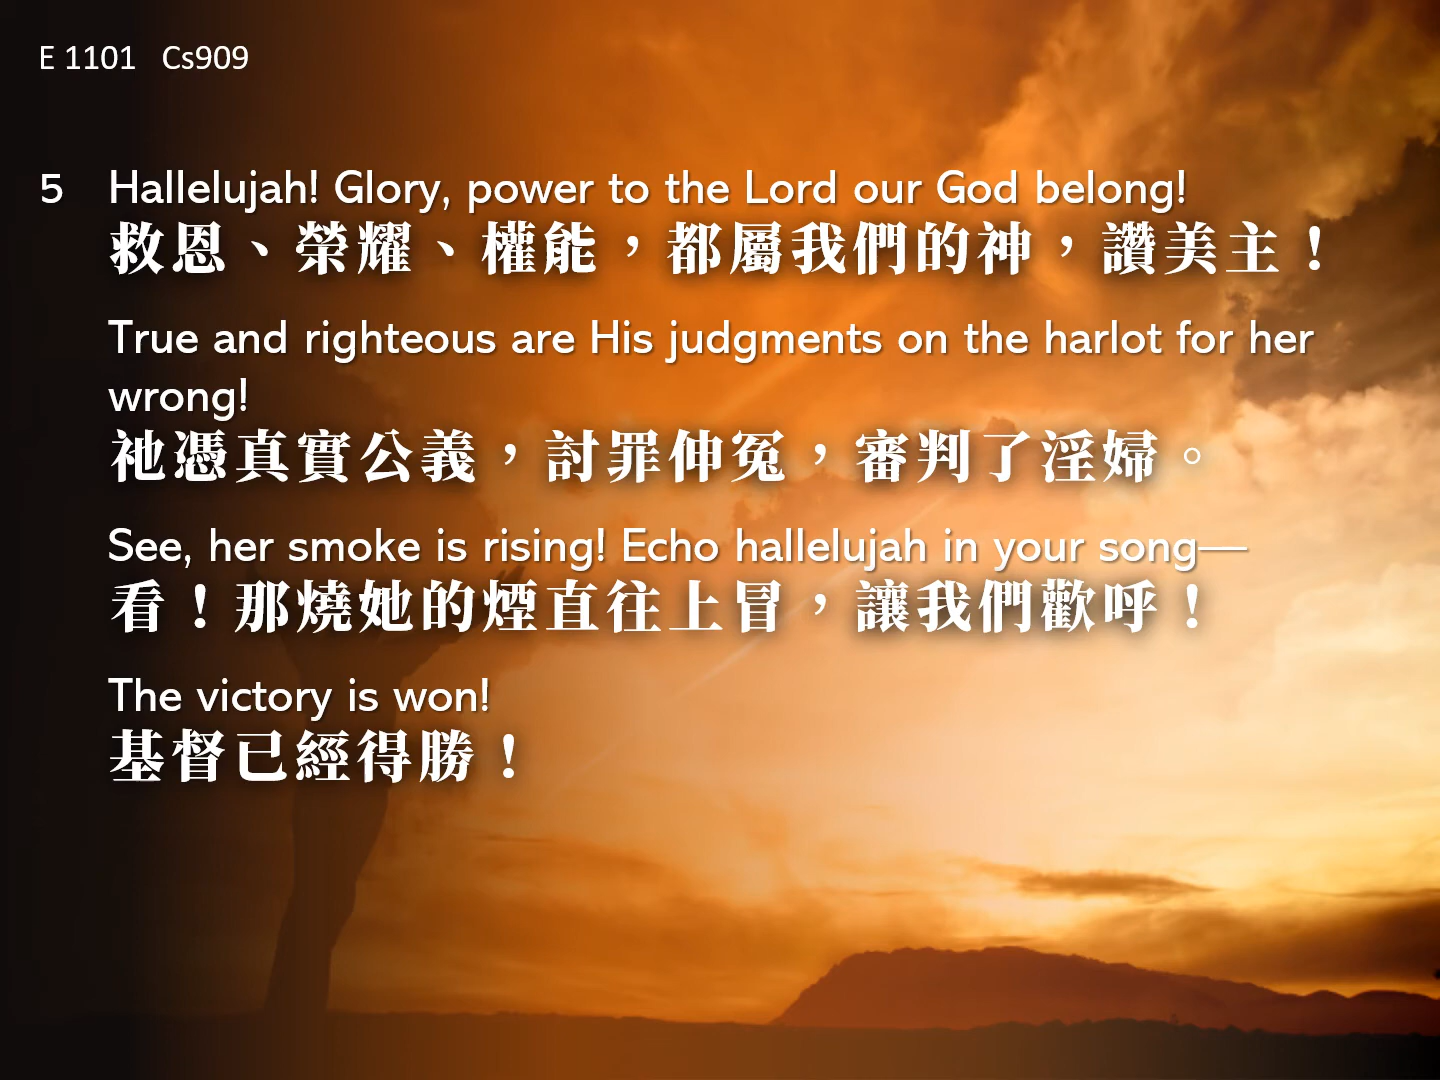 E 1101 Cs909
5 Hallelujah! Glory, power to the Lord our God belong!
救恩、榮耀、權能，都屬我們的神，讚美主！
True and righteous are His judgments on the harlot for her
wrong!
祂憑真實公義，討罪伸冤，審判了淫婦。
See, her smoke is rising! Echo hallelujah in your song—
看！那燒她的煙直往上冒，讓我們歡呼！
The victory is won!
基督已經得勝！